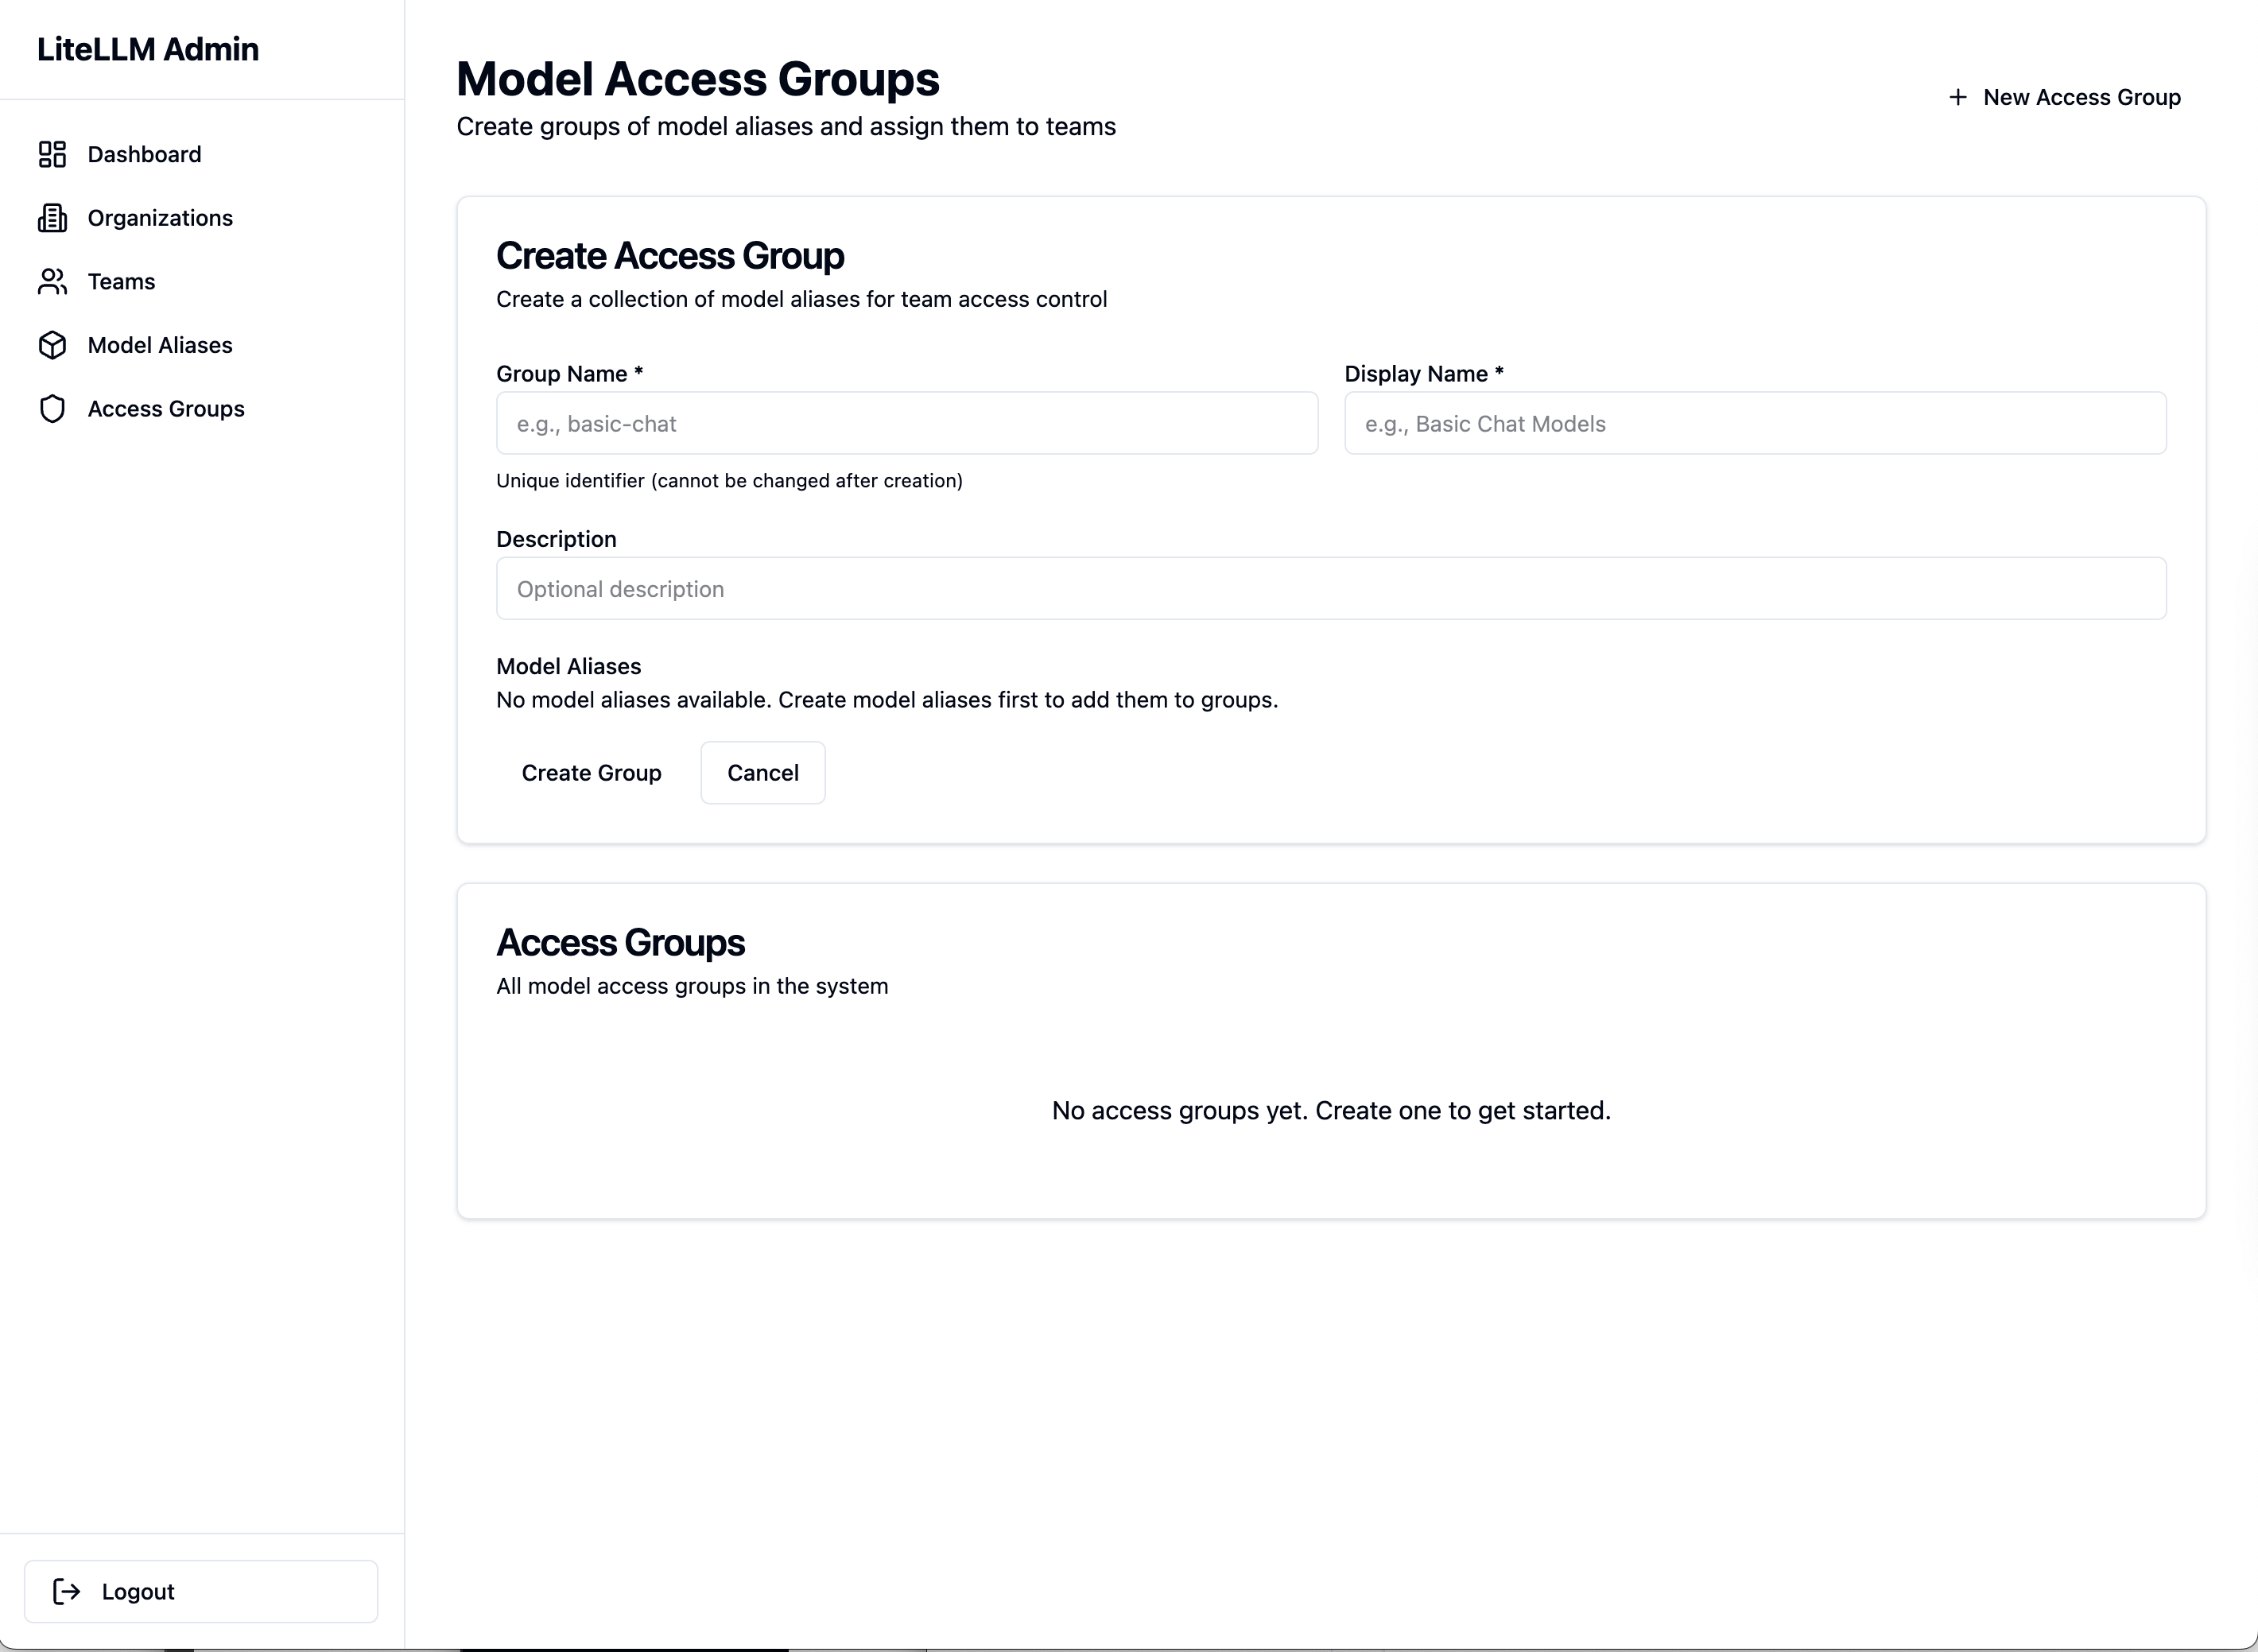 LiteLLM Admin
Dashboard
Organizations
Teams
Model Aliases
Access Groups
Logout
Model Access Groups
Create groups of model aliases and assign them to teams
New Access Group
Create Access Group
Create a collection of model aliases for team access control
Group Name *
e.g., basic-chat
Unique identifier (cannot be changed after creation)
Display Name *
e.g., Basic Chat Models
Description
Optional description
Model Aliases
No model aliases available. Create model aliases first to add them to groups.
Create Group
Cancel
Access Groups
All model access groups in the system
No access groups yet. Create one to get started.